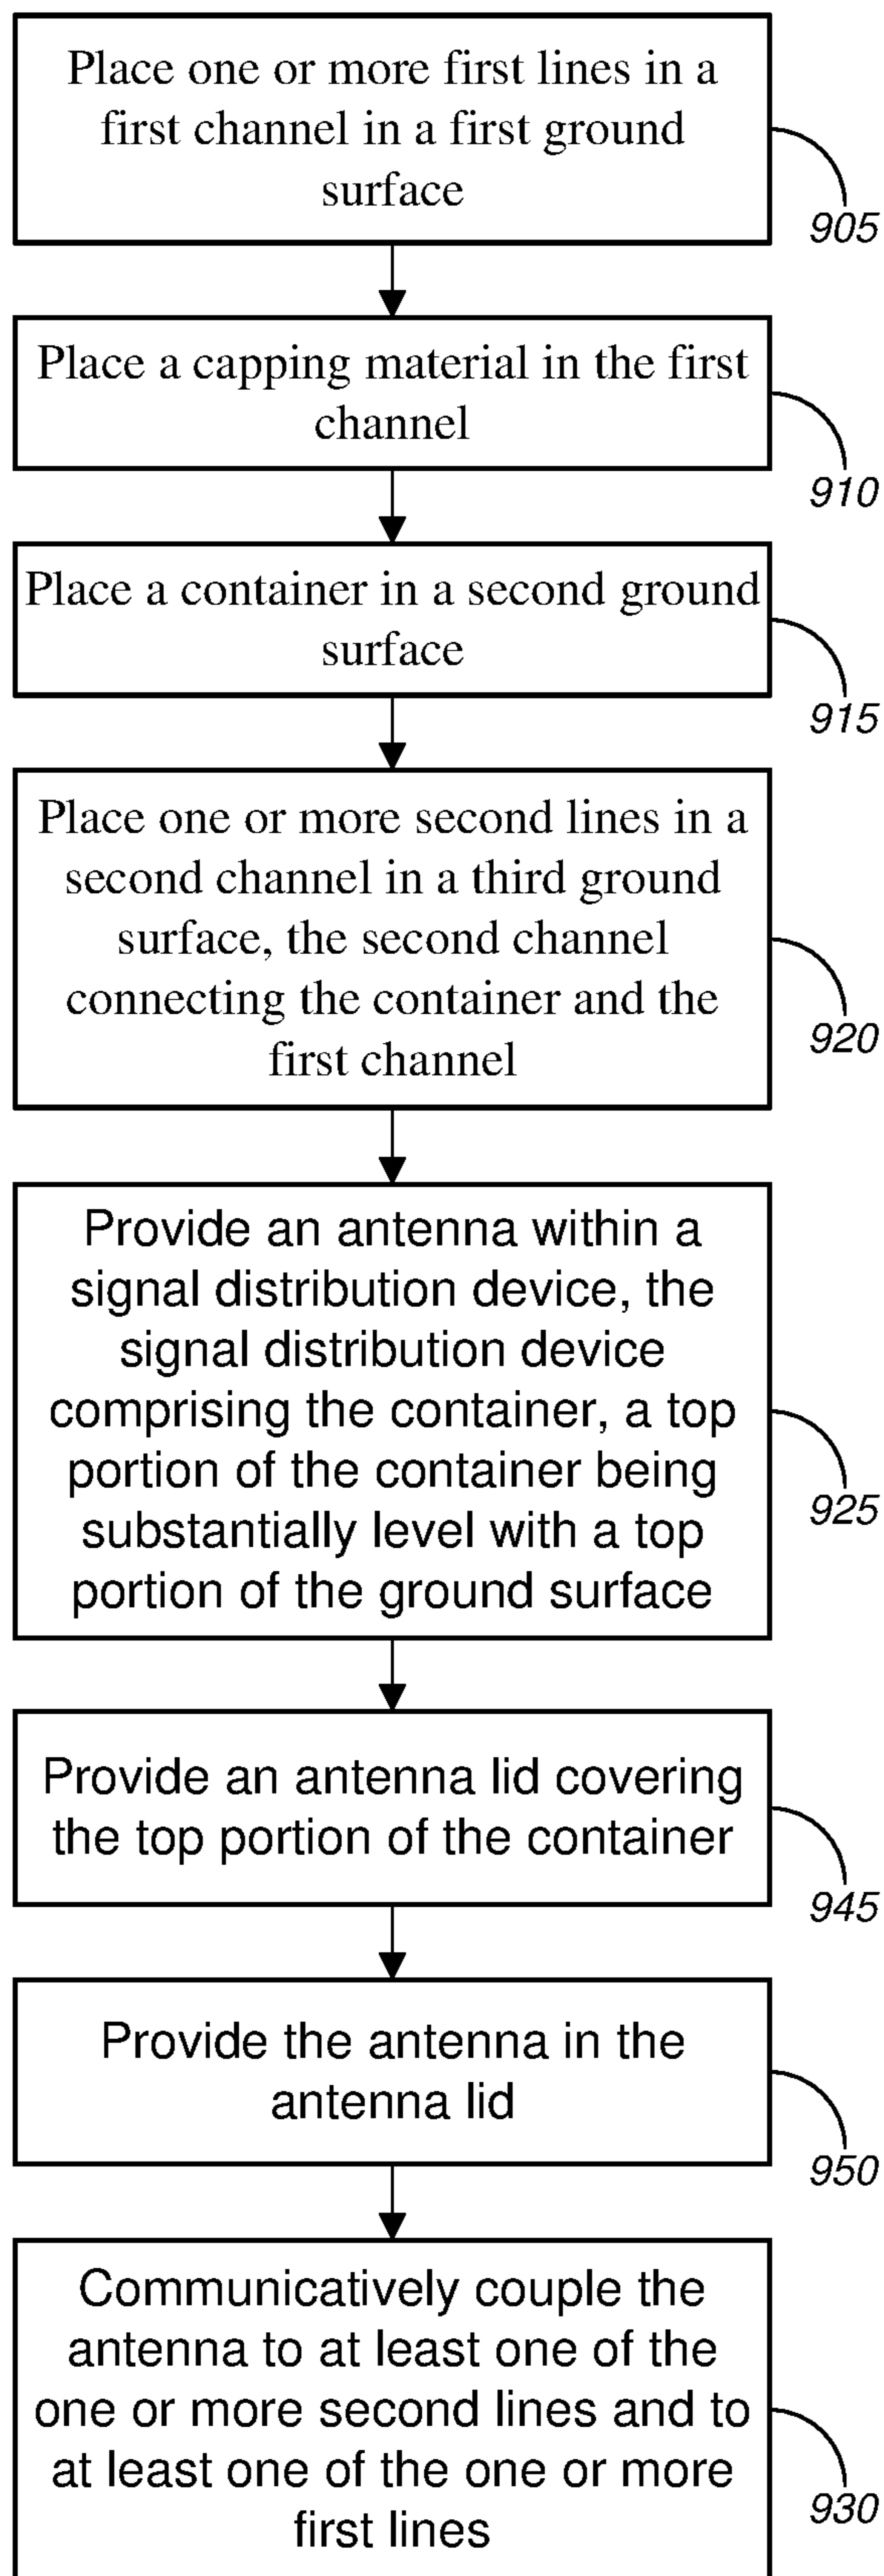 Place one or more first lines in a
first channel in a first ground
surface
905
Place a capping material in the first
channel
910
Place a container in a second ground
surface
915
Place one or more second lines in a
second channel in a third ground
surface, the second channel
connecting the container and the
first channel
920
Provide an antenna within a
signal distribution device, the
signal distribution device
comprising the container, a top
portion of the container being
substantially level with a top
portion of the ground surface
925
Provide an antenna lid covering
the top portion of the container
945
Provide the antenna in the
antenna lid
950
Communicatively couple the
antenna to at least one of the
one or more second lines and to
at least one of the one or more
first lines
930